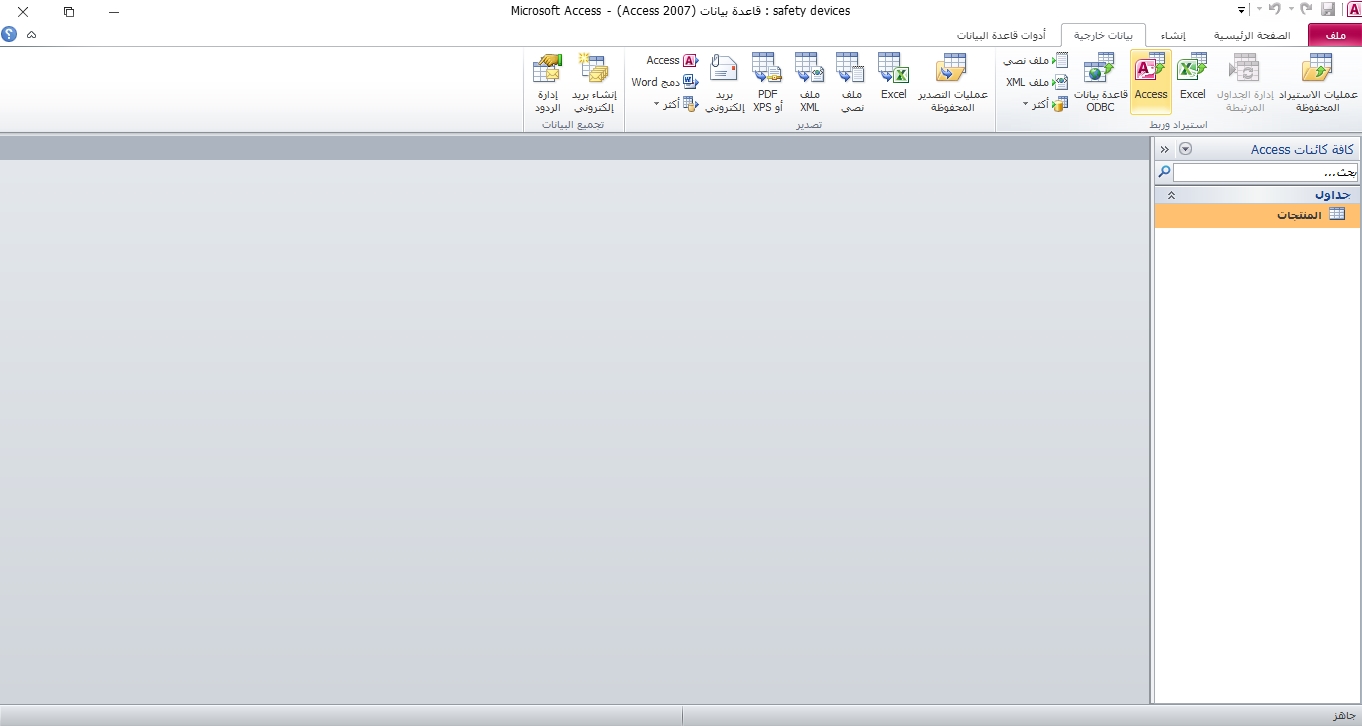 safety devices : قاعدة بيانات (Access 2007) - Microsoft Access
ملف
الصفحة الرئيسية
إنشاء
بيانات خارجية
أدوات قاعدة البيانات
عمليات الاستيراد
المحفوظة
إدارة الجداول
المرتبطة
Excel
Access
قاعدة بيانات
ODBC
ملف نصي
ملف XML
أكثر
استيراد وربط
عمليات التصدير
المحفوظة
Excel
ملف
نصي
ملف
XML
PDF
أو XPS
بريد
إلكتروني
Access
دمج Word
أكثر
تصدير
إنشاء بريد
إلكتروني
إدارة
الردود
تجميع البيانات
كافة كائنات Access
بحث...
جداول
المنتجات
جاهز